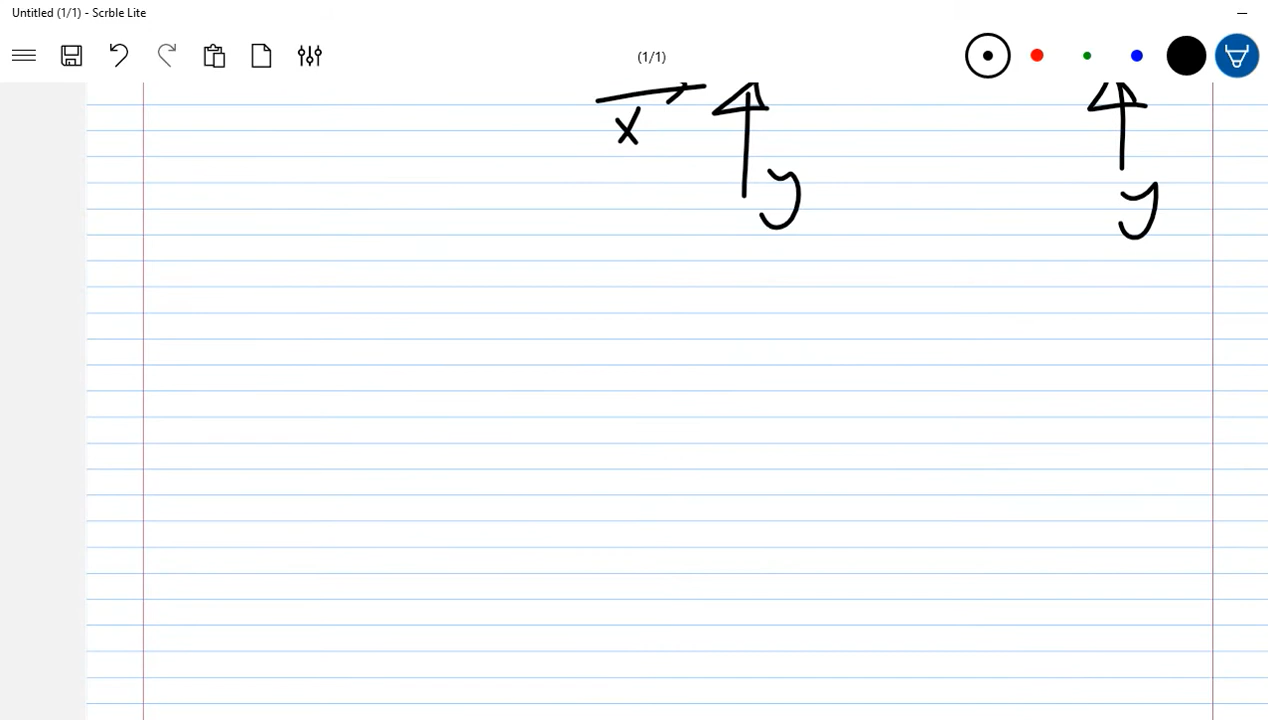 Untitled (1/1) - Scrble Lite
(1/1)
x
y
y